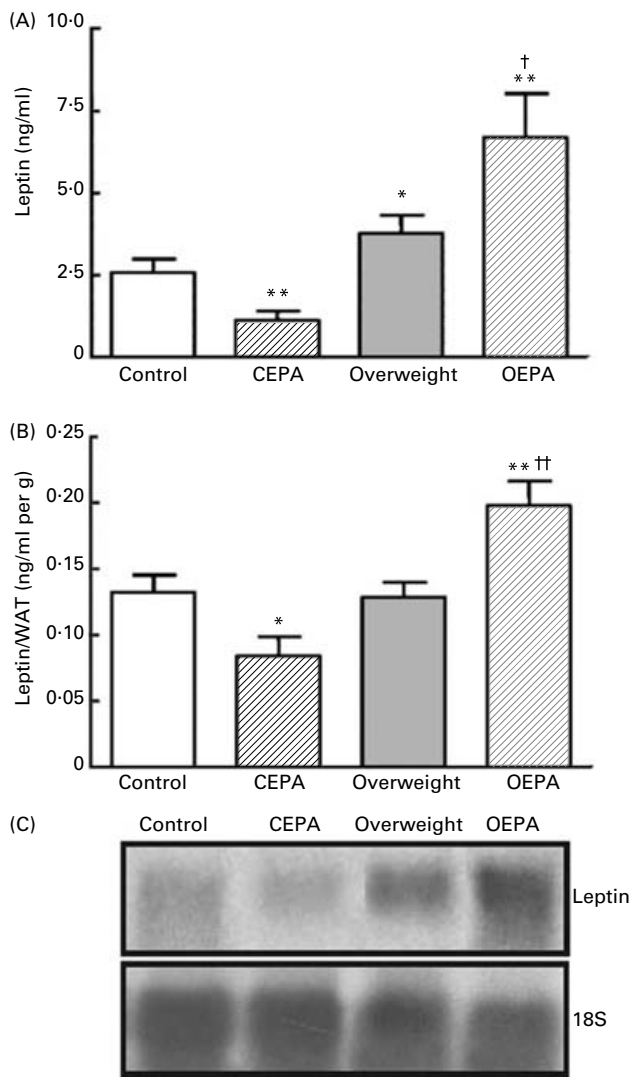 (A)
10·0
7·5
5·0
2·5
0
Leptin (ng/ml)
*
**
†
**
Control CEPA Overweight OEPA
(B)
0·25
0·20
0·15
0·10
0·05
0
Leptin/WAT (ng/ml per g)
*
** ††
Control CEPA Overweight OEPA
(C)
Control CEPA Overweight OEPA
Leptin
18S